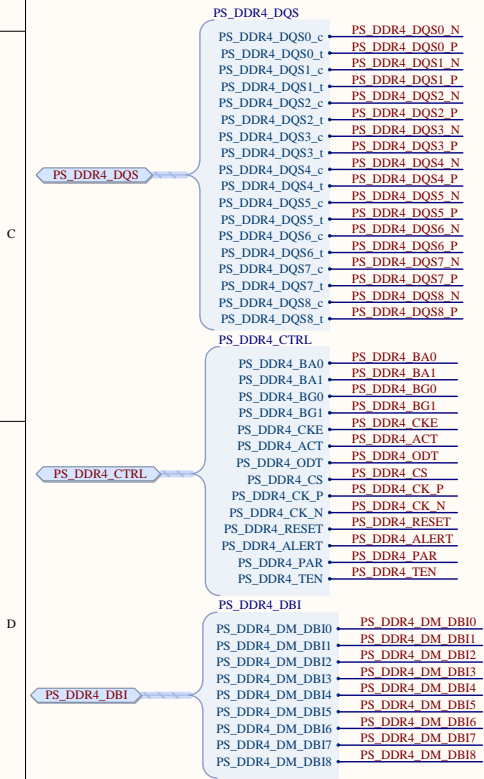 PS_DDR4_DQS
PS_DDR4_DQS0_c PS_DDR4_DQS0_N
PS_DDR4_DQS0_t PS_DDR4_DQS0_P
PS_DDR4_DQS1_c PS_DDR4_DQS1_N
PS_DDR4_DQS1_t PS_DDR4_DQS1_P
PS_DDR4_DQS2_c PS_DDR4_DQS2_N
PS_DDR4_DQS2_t PS_DDR4_DQS2_P
PS_DDR4_DQS3_c PS_DDR4_DQS3_N
PS_DDR4_DQS3_t PS_DDR4_DQS3_P
PS_DDR4_DQS PS_DDR4_DQS4_c PS_DDR4_DQS4_N
PS_DDR4_DQS4_t PS_DDR4_DQS4_P
PS_DDR4_DQS5_c PS_DDR4_DQS5_N
PS_DDR4_DQS5_t PS_DDR4_DQS5_P
C PS_DDR4_DQS6_c PS_DDR4_DQS6_N
PS_DDR4_DQS6_t PS_DDR4_DQS6_P
PS_DDR4_DQS7_c PS_DDR4_DQS7_N
PS_DDR4_DQS7_t PS_DDR4_DQS7_P
PS_DDR4_DQS8_c PS_DDR4_DQS8_N
PS_DDR4_DQS8_t PS_DDR4_DQS8_P
PS_DDR4_CTRL
PS_DDR4_BA0 PS_DDR4_BA0
PS_DDR4_BA1 PS_DDR4_BA1
PS_DDR4_BG0 PS_DDR4_BG0
PS_DDR4_BG1 PS_DDR4_BG1
PS_DDR4_CKE PS_DDR4_CKE
PS_DDR4_ACT PS_DDR4_ACT
PS_DDR4_ODT PS_DDR4_ODT
PS_DDR4_CTRL PS_DDR4_CS PS_DDR4_CS
PS_DDR4_CK_P PS_DDR4_CK_P
PS_DDR4_CK_N PS_DDR4_CK_N
PS_DDR4_RESET PS_DDR4_RESET
PS_DDR4_ALERT PS_DDR4_ALERT
PS_DDR4_PAR PS_DDR4_PAR
PS_DDR4_TEN PS_DDR4_TEN
PS_DDR4_DBI
D PS_DDR4_DM_DBI0 PS_DDR4_DM_DBI0
PS_DDR4_DM_DBI1 PS_DDR4_DM_DBI1
PS_DDR4_DM_DBI2 PS_DDR4_DM_DBI2
PS_DDR4_DM_DBI3 PS_DDR4_DM_DBI3
PS_DDR4_DBI PS_DDR4_DM_DBI4 PS_DDR4_DM_DBI4
PS_DDR4_DM_DBI5 PS_DDR4_DM_DBI5
PS_DDR4_DM_DBI6 PS_DDR4_DM_DBI6
PS_DDR4_DM_DBI7 PS_DDR4_DM_DBI7
PS_DDR4_DM_DBI8 PS_DDR4_DM_DBI8